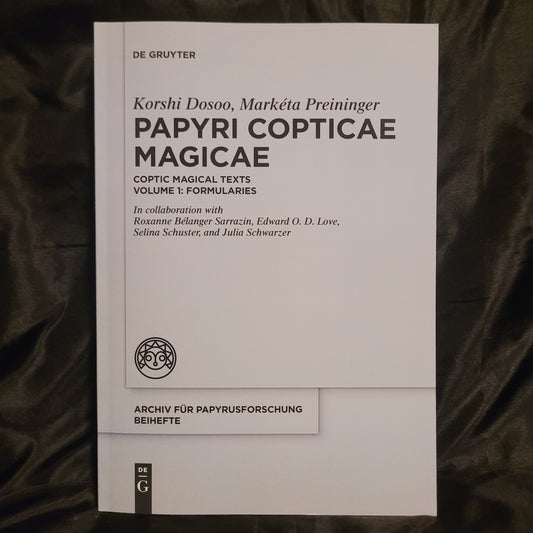 DE GRUYTER
Korshi Dosoo, Markéta Preininger
PAPYRI COPTICAE
MAGICAE
COPTIC MAGICAL TEXTS
VOLUME 1: FORMULARIES
In collaboration with
Roxanne Bélanger Sarrazin, Edward O. D. Love,
Selina Schuster, and Julia Schwarzer
ARCHIV FÜR PAPYRUSFORSCHUNG
BEIHEFTE
DE
G